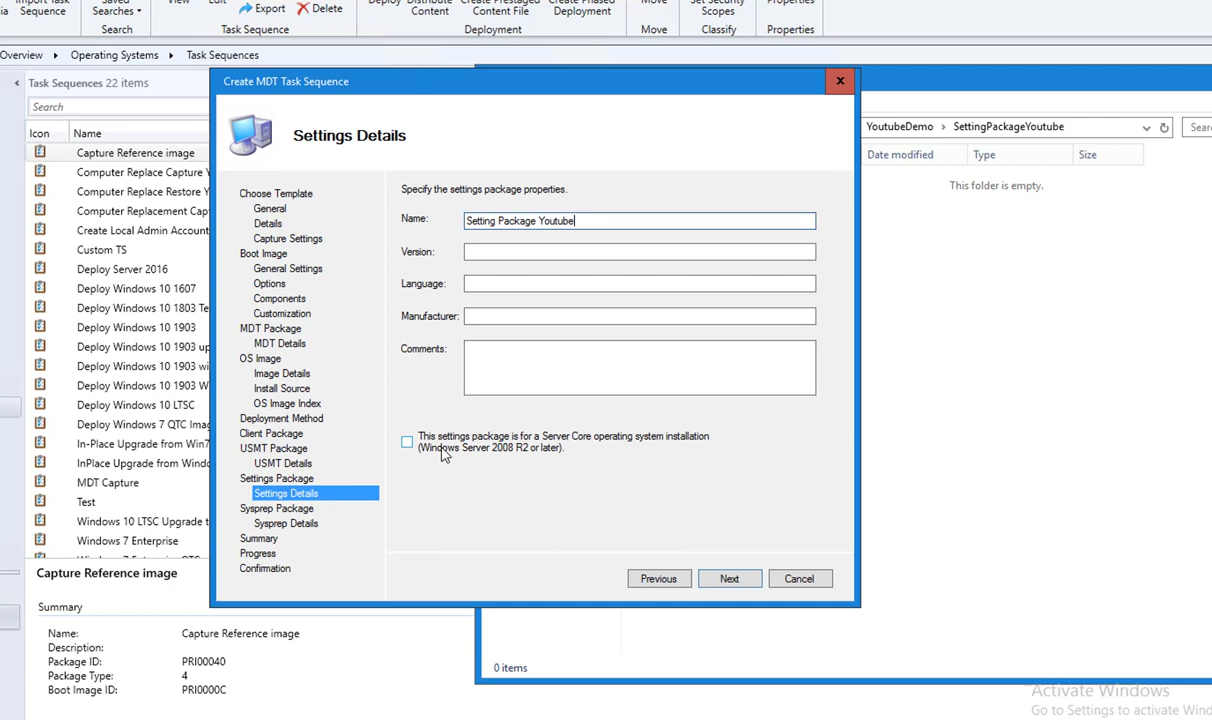 Import Task
Saved
View
Edit
Export
Delete
Deploy
Distribute
Create Prestaged
Create Phased
Move
Set Security
Properties
ia
Sequence
Searches
Content
Content File
Deployment
Scopes
Search
Task Sequence
Deployment
Move
Classify
Properties
Overview
Operating Systems
Task Sequences
Task Sequences 22 items
Search
Icon
Name
Capture Reference image
Computer Replace Capture Y
Computer Replace Restore Y
Computer Replacement Capt
Create Local Admin Account
Custom TS
Deploy Server 2016
Deploy Windows 10 1607
Deploy Windows 10 1803 Te
Deploy Windows 10 1903
Deploy Windows 10 1903 up
Deploy Windows 10 1903 wi
Deploy Windows 10 1903 W
Deploy Windows 10 LTSC
Deploy Windows 7 QTC Imag
In-Place Upgrade from Win7
InPlace Upgrade from Windo
MDT Capture
Test
Windows 10 LTSC Upgrade t
Windows 7 Enterprise
Windows 7 Enterprise QTC
Capture Reference image
Summary
Name:
Capture Reference image
Description:
Package ID:
PRI00040
Package Type:
4
Boot Image ID:
PRI0000C
Create MDT Task Sequence
x
Settings Details
Choose Template
General
Details
Capture Settings
Boot Image
General Settings
Options
Components
Customization
MDT Package
MDT Details
OS Image
Image Details
Install Source
OS Image Index
Deployment Method
Client Package
USMT Package
USMT Details
Settings Package
Settings Details
Sysprep Package
Sysprep Details
Summary
Progress
Confirmation
Specify the settings package properties.
Name:
Setting Package Youtube
Version:
Language:
Manufacturer:
Comments:
This settings package is for a Server Core operating system installation
(Windows Server 2008 R2 or later).
Previous
Next
Cancel
YoutubeDemo
SettingPackageYoutube
Sear
Date modified
Type
Size
This folder is empty.
0 items
Activate Windows
Go to Settings to activate Wind